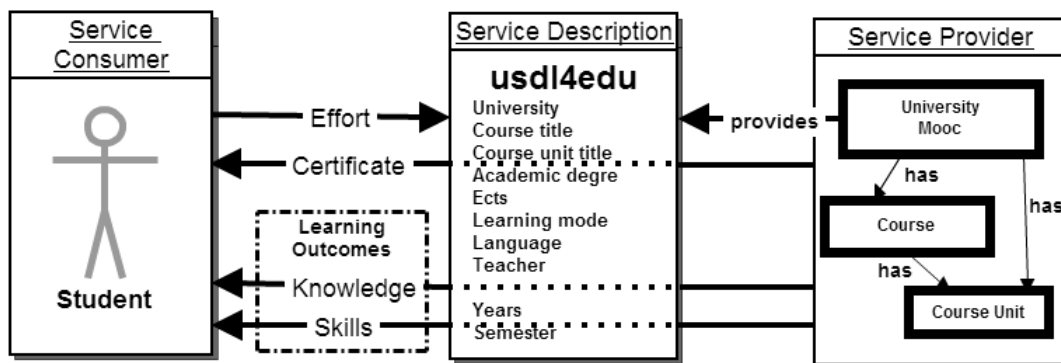 Service
Consumer
Student
Effort
Certificate
Learning
Outcomes
Knowledge
Skills
Service Description
usdl4edu
University
Course title
Course unit title
Academic degre
Ects
Learning mode
Language
Teacher
Years
Semester
provides
Service Provider
University
Mooc
has
has
Course
has
Course Unit